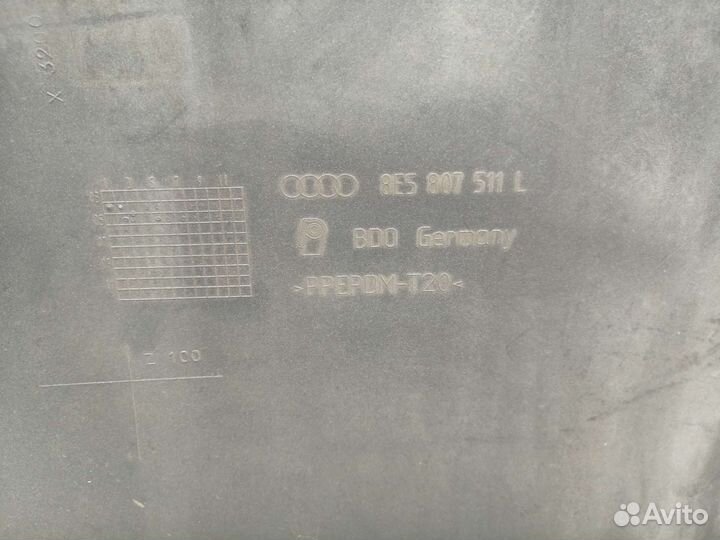 8E5 807 511 L
BDO Germany
>PPEPDM-T20<
Z 100
Avito